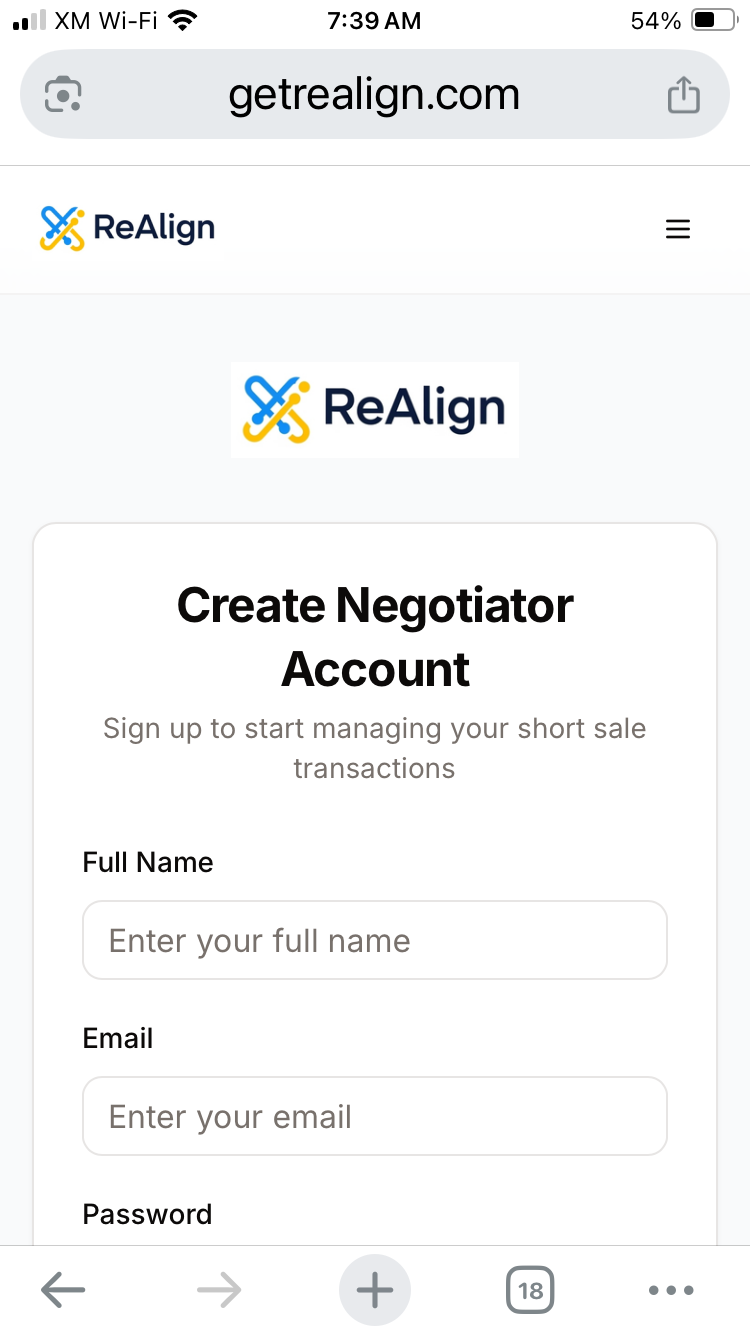 XM Wi-Fi 7:39 AM 54%
getrealign.com
ReAlign
ReAlign
Create Negotiator
Account
Sign up to start managing your short sale
transactions
Full Name
Enter your full name
Email
Enter your email
Password
18